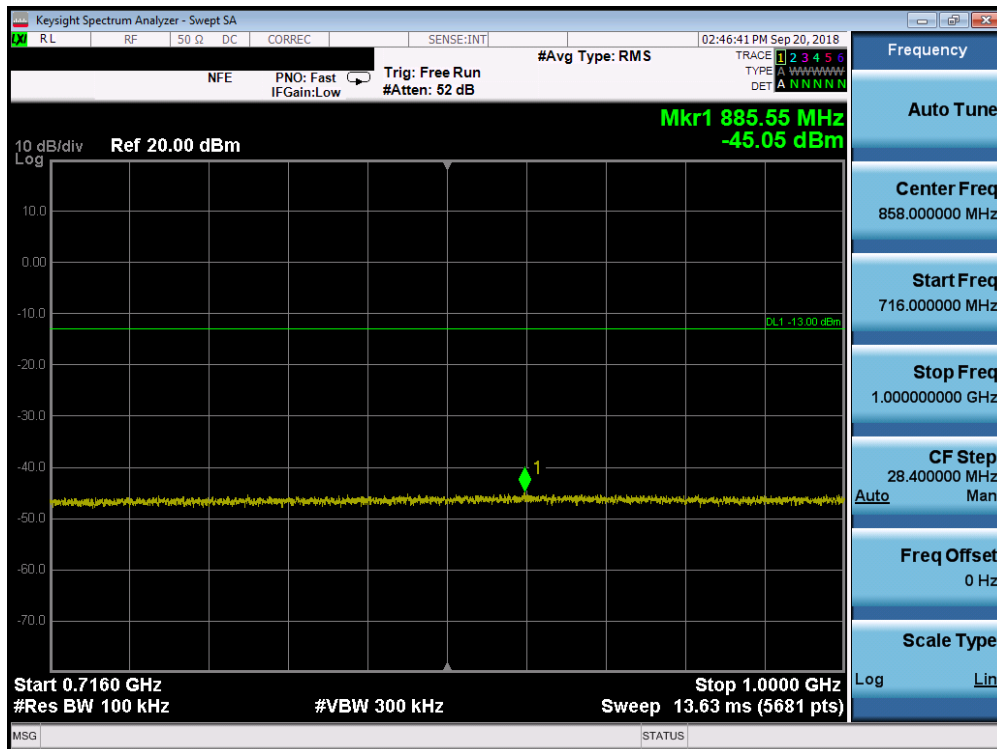 Keysight Spectrum Analyzer - Swept SA
LXI RL RF 50 Ω DC CORREC SENSE:INT 02:46:41 PM Sep 20, 2018
NFE PNO: Fast Trig: Free Run #Avg Type: RMS TRACE 1 2 3 4 5 6
IFGain:Low #Atten: 52 dB TYPE A WWWWW
DET A N N N N N
Mkr1 885.55 MHz
-45.05 dBm
10 dB/div Ref 20.00 dBm
Log
10.0
0.00
-10.0
DL1 -13.00 dBm
-20.0
-30.0
-40.0
1
-50.0
-60.0
-70.0
Start 0.7160 GHz Stop 1.0000 GHz
#Res BW 100 kHz #VBW 300 kHz Sweep 13.63 ms (5681 pts)
MSG STATUS
Frequency
Auto Tune
Center Freq
858.000000 MHz
Start Freq
716.000000 MHz
Stop Freq
1.000000000 GHz
CF Step
28.400000 MHz
Auto Man
Freq Offset
0 Hz
Scale Type
Log Lin